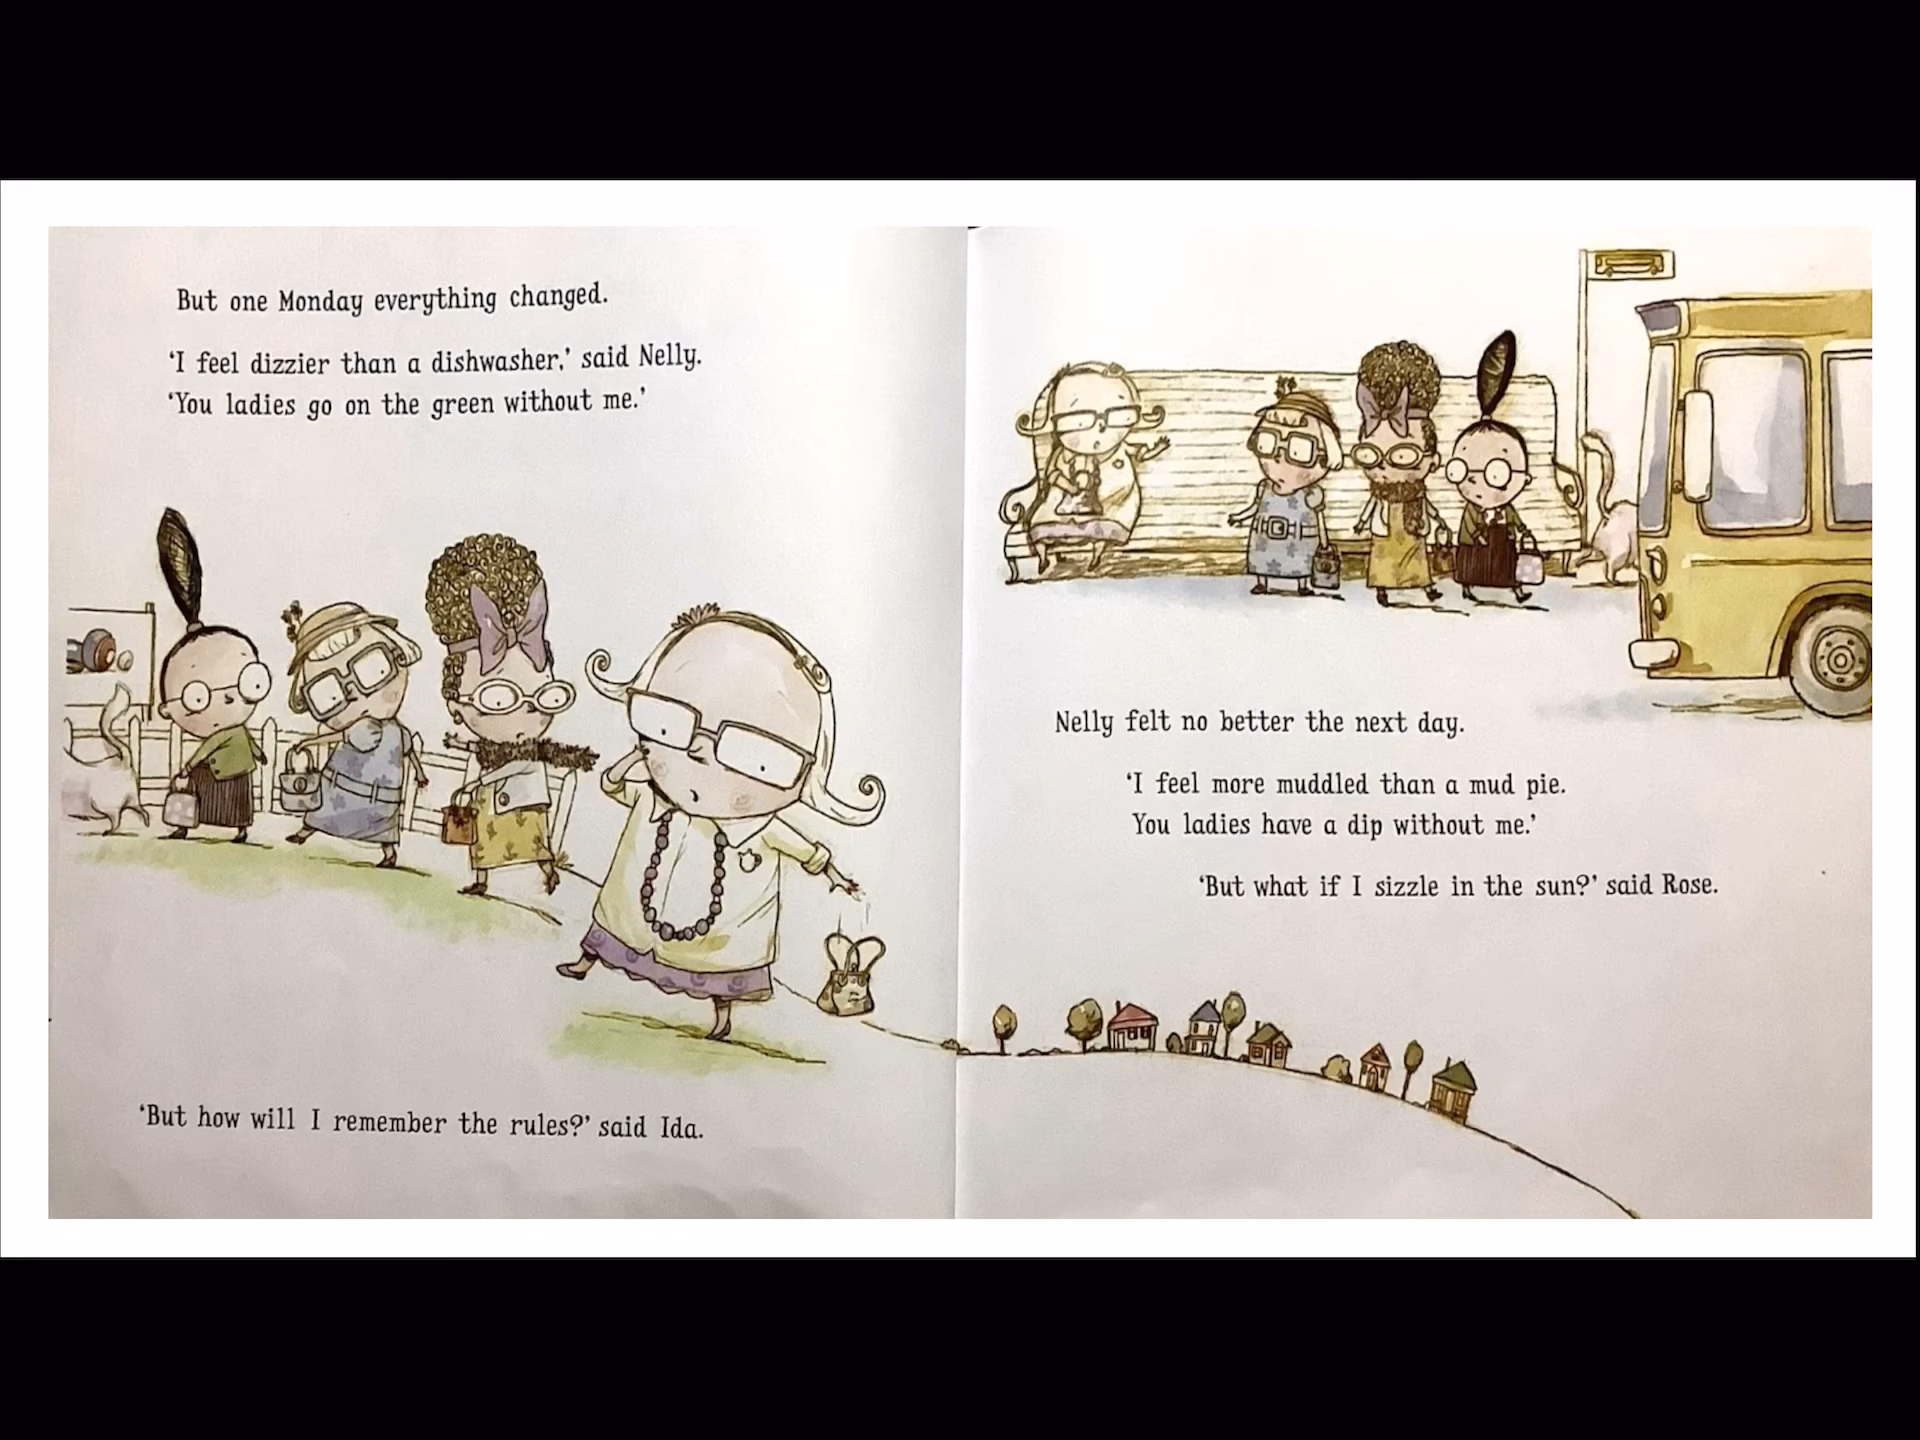 But one Monday everything changed.
‘I feel dizzier than a dishwasher,’ said Nelly.
‘You ladies go on the green without me.’
‘But how will I remember the rules?’ said Ida.
Nelly felt no better the next day.
‘I feel more muddled than a mud pie.
You ladies have a dip without me.’
‘But what if I sizzle in the sun?’ said Rose.